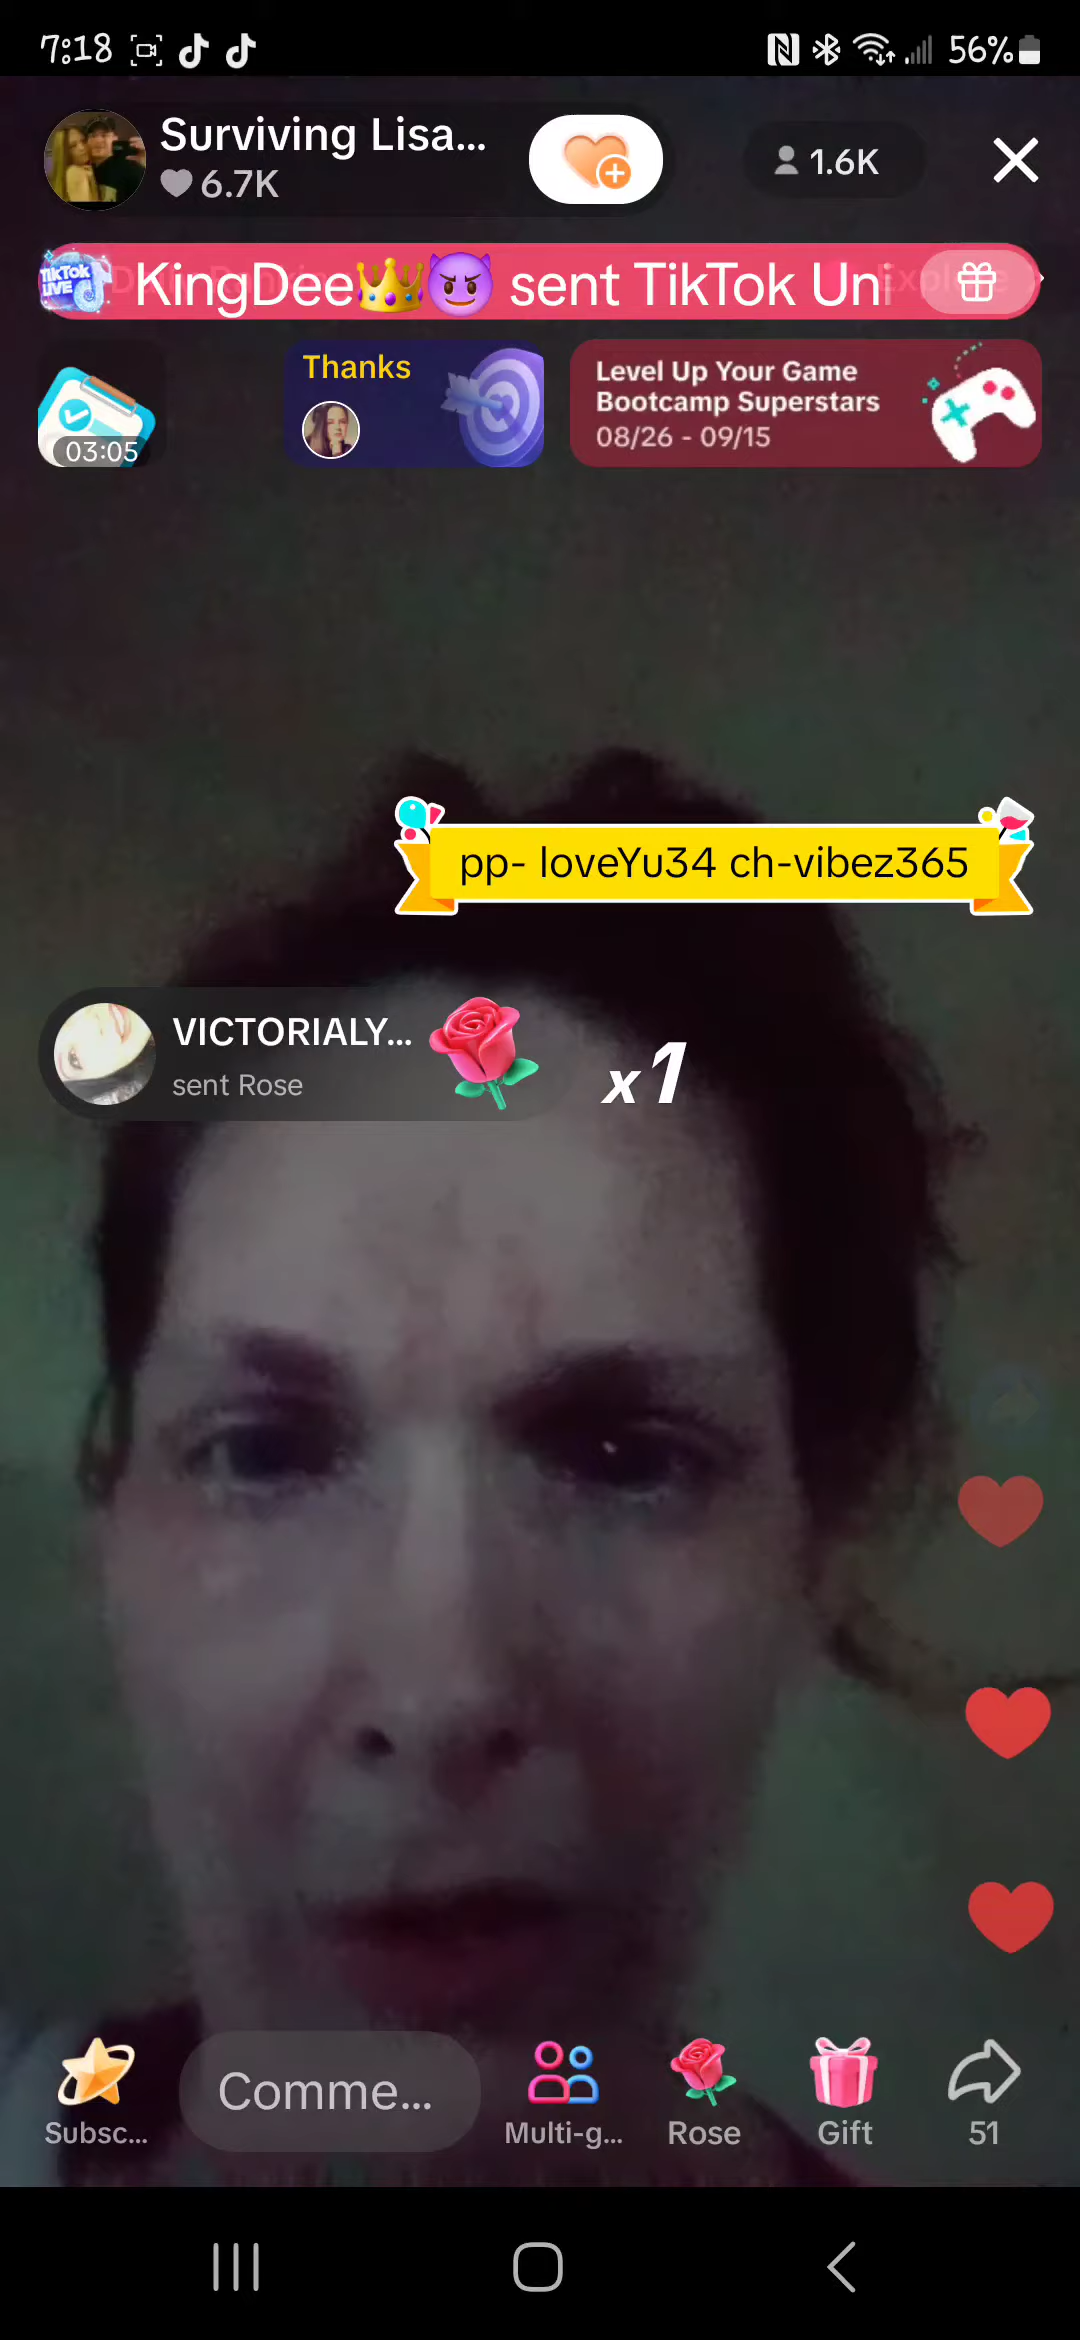 7:18
56%
Surviving Lisa...
6.7K
1.6K
TikTok
LIVE
KingDee👑😈 sent TikTok Uni
03:05
Thanks
Level Up Your Game
Bootcamp Superstars
08/26 - 09/15
pp- loveYu34 ch-vibez365
VICTORIALY...
sent Rose
x1
Subsc...
Comme...
Multi-g...
Rose
Gift
51